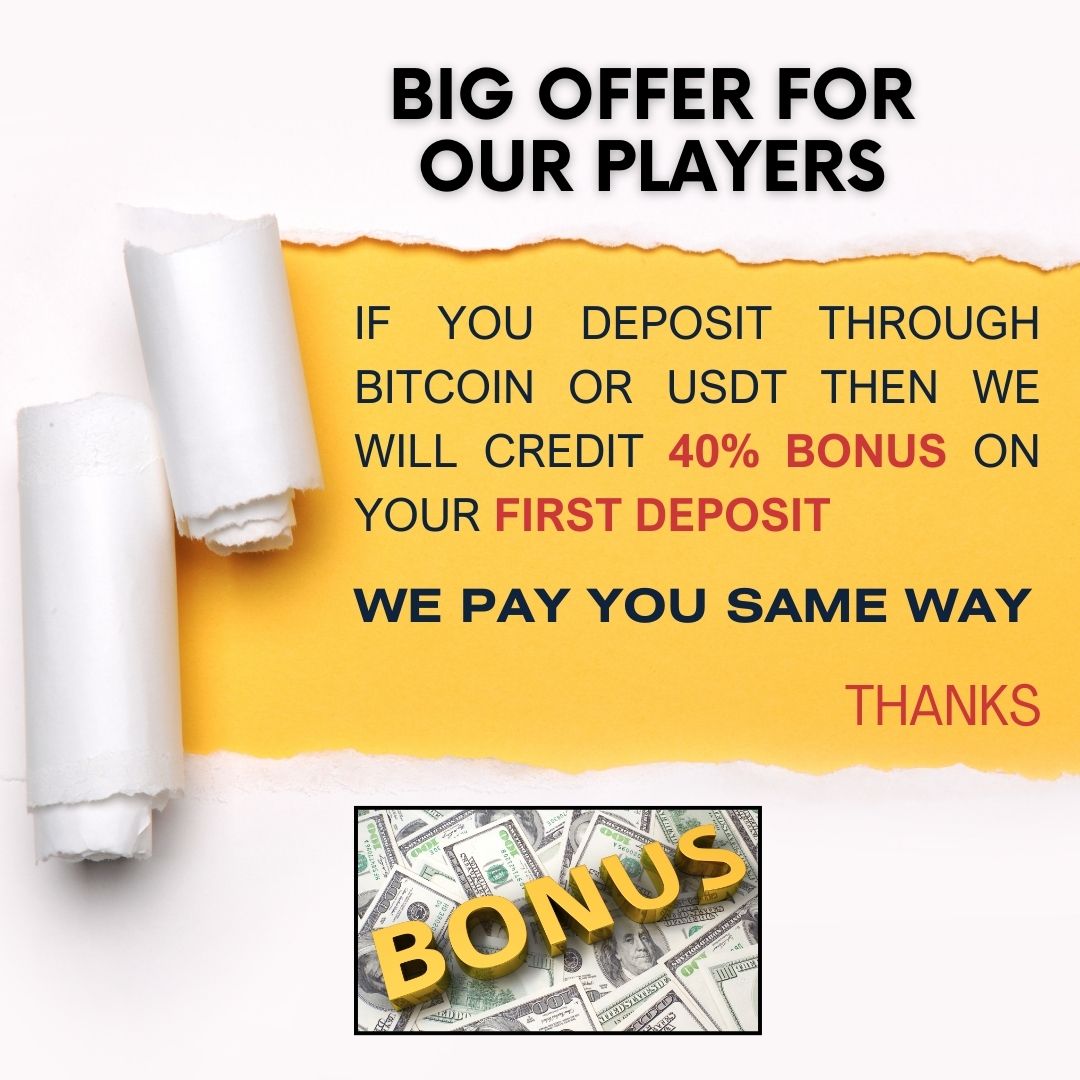 BIG OFFER FOR
OUR PLAYERS
IF YOU DEPOSIT THROUGH
BITCOIN OR USDT THEN WE
WILL CREDIT 40% BONUS ON
YOUR FIRST DEPOSIT
WE PAY YOU SAME WAY
THANKS
BONUS